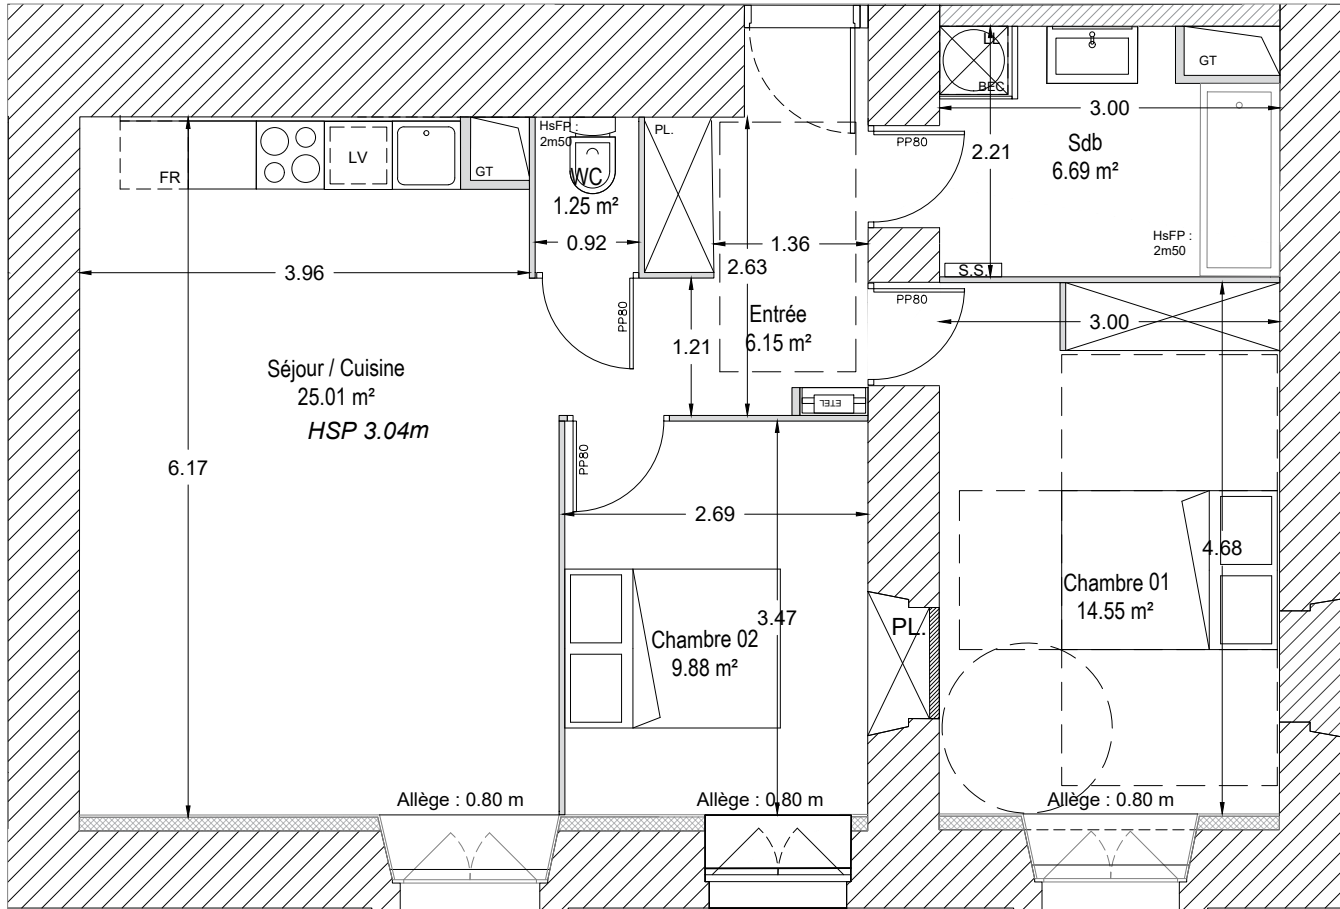 FR
LV
GT
HsFP :
2m50
WC
1.25 m²
0.92
PL.
3.96
PP80
Séjour / Cuisine
25.01 m²
HSP 3.04m
6.17
1.36
2.63
1.21
Entrée
6.15 m²
ETEL
PP80
LL
BEC
GT
3.00
2.21
Sdb
6.69 m²
HsFP :
2m50
S.S.
PP80
3.00
PP80
2.69
3.47
Chambre 02
9.88 m²
PL.
4.68
Chambre 01
14.55 m²
Allège : 0.80 m
Allège : 0.80 m
Allège : 0.80 m